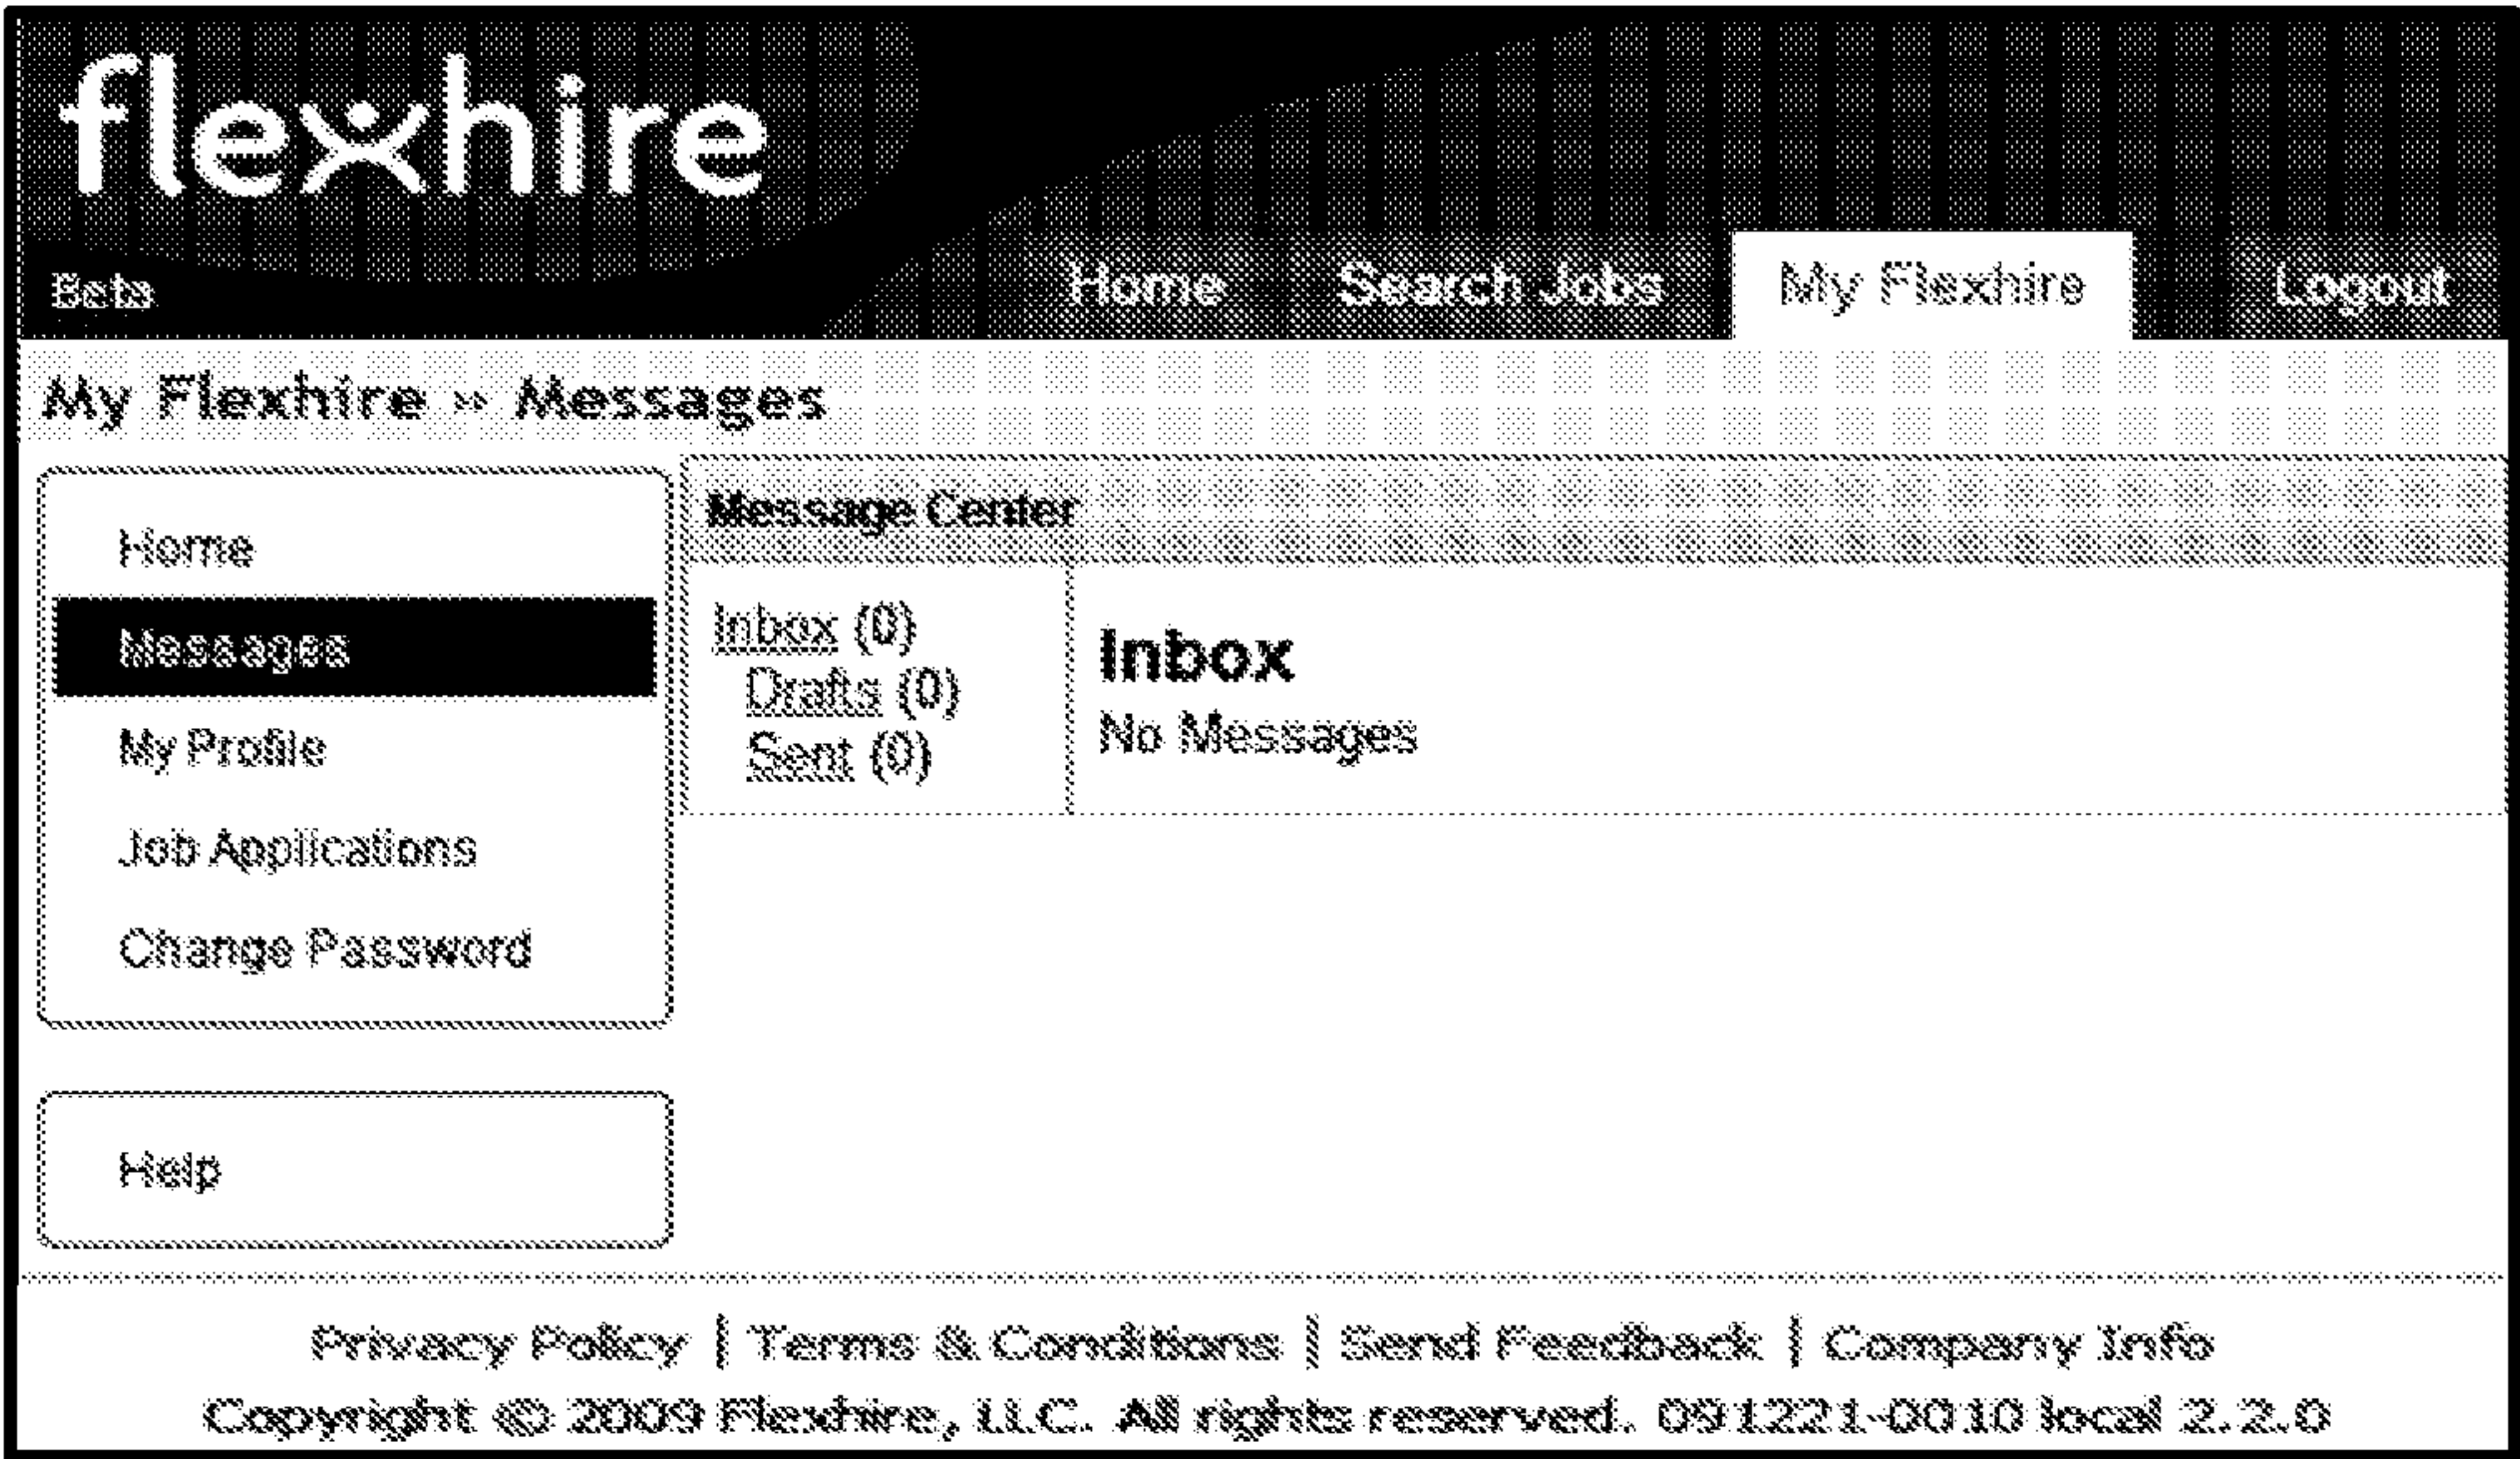 flexhire
Beta
Home Search Jobs My Flexhire Logout
My Flexhire » Messages
Home
Messages
My Profile
Job Applications
Change Password
Help
Message Center
Inbox (0)
Drafts (0)
Sent (0)
Inbox
No Messages
Privacy Policy | Terms & Conditions | Send Feedback | Company Info
Copyright © 2009 Flexhire, LLC. All rights reserved. 091221-0010 local 2.2.0